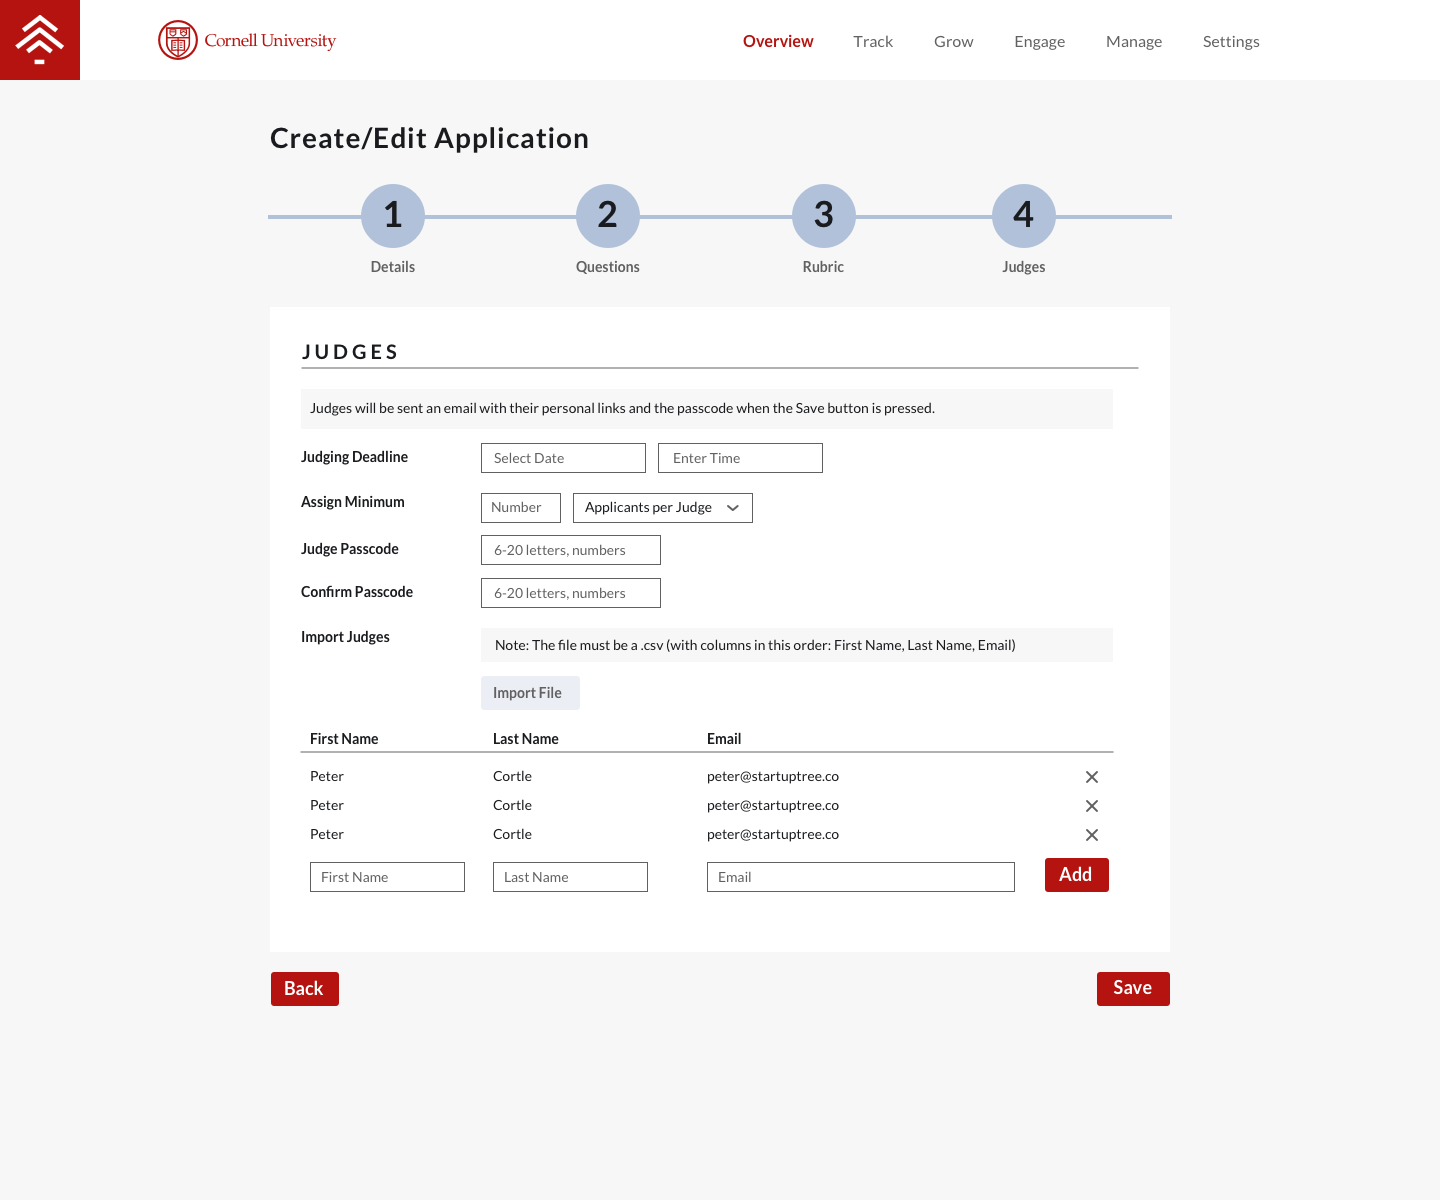 Cornell University
Overview Track Grow Engage Manage Settings
Create/Edit Application
1 2 3 4
Details Questions Rubric Judges
JUDGES
Judges will be sent an email with their personal links and the passcode when the Save button is pressed.
Judging Deadline Select Date Enter Time
Assign Minimum Number Applicants per Judge
Judge Passcode 6-20 letters, numbers
Confirm Passcode 6-20 letters, numbers
Import Judges Note: The file must be a .csv (with columns in this order: First Name, Last Name, Email)
Import File
First Name Last Name Email
Peter Cortle peter@startuptree.co
Peter Cortle peter@startuptree.co
Peter Cortle peter@startuptree.co
First Name Last Name Email Add
Back Save